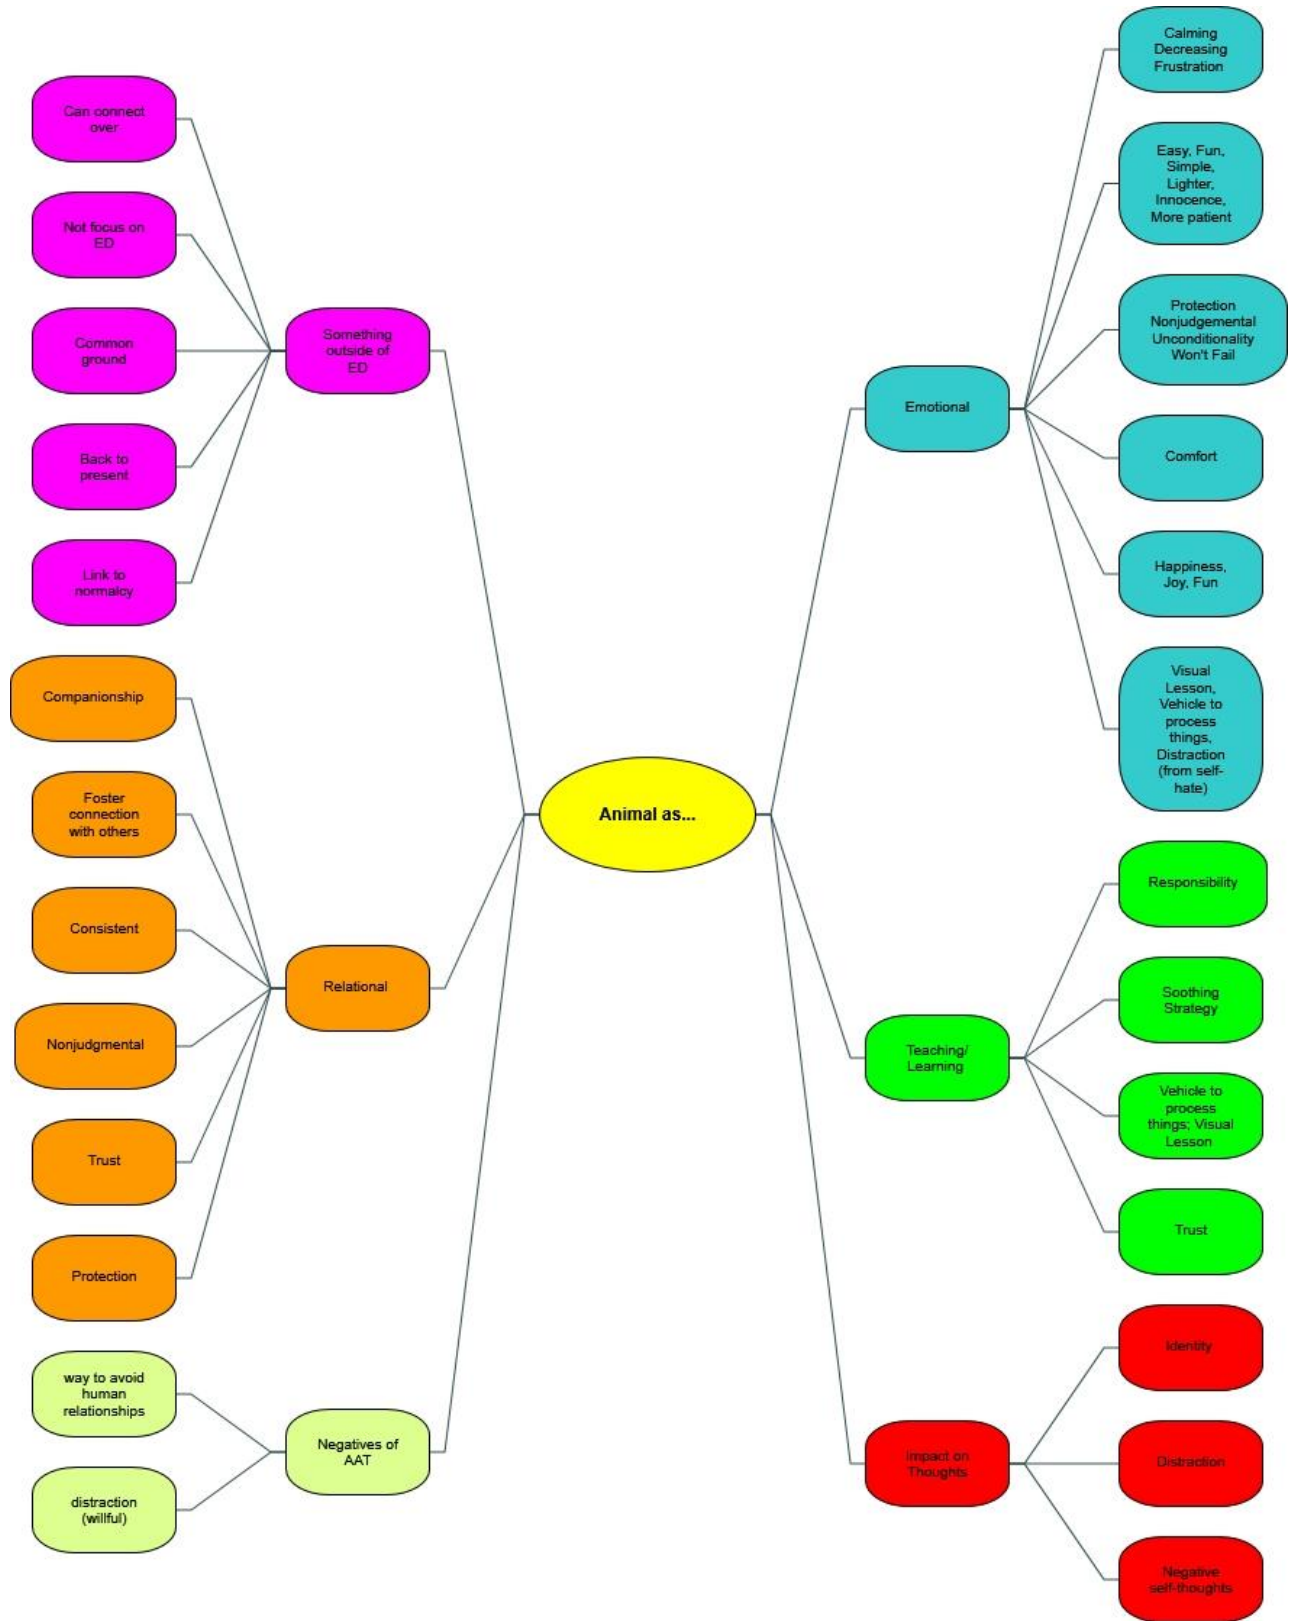 Can connect
over
Not focus on
ED
Common
ground
Back to
present
Link to
normalcy
Something
outside of
ED
Companionship
Foster
connection
with others
Consistent
Nonjudgmental
Trust
Protection
Relational
way to avoid
human
relationships
distraction
(willful)
Negatives of
AAT
Animal as...
Emotional
Calming
Decreasing
Frustration
Easy, Fun,
Simple,
Lighter,
Innocence,
More patient
Protection
Nonjudgemental
Unconditionality
Won't Fail
Comfort
Happiness,
Joy, Fun
Visual
Lesson,
Vehicle to
process
things,
Distraction
(from self-
hate)
Teaching/
Learning
Responsibility
Soothing
Strategy
Vehicle to
process
things; Visual
Lesson
Trust
Impact on
Thoughts
Identity
Distraction
Negative
self-thoughts